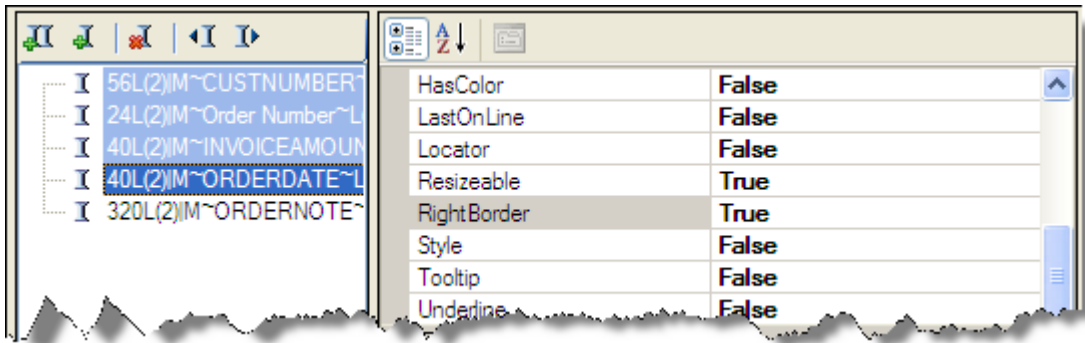 56L(2)|M~CUSTNUMBER~
24L(2)|M~Order Number~L
40L(2)|M~INVOICEAMOUN
40L(2)|M~ORDERDATE~L
320L(2)|M~ORDERNOTE~
HasColor False
LastOnLine False
Locator False
Resizeable True
RightBorder True
Style False
Tooltip False
Underline False